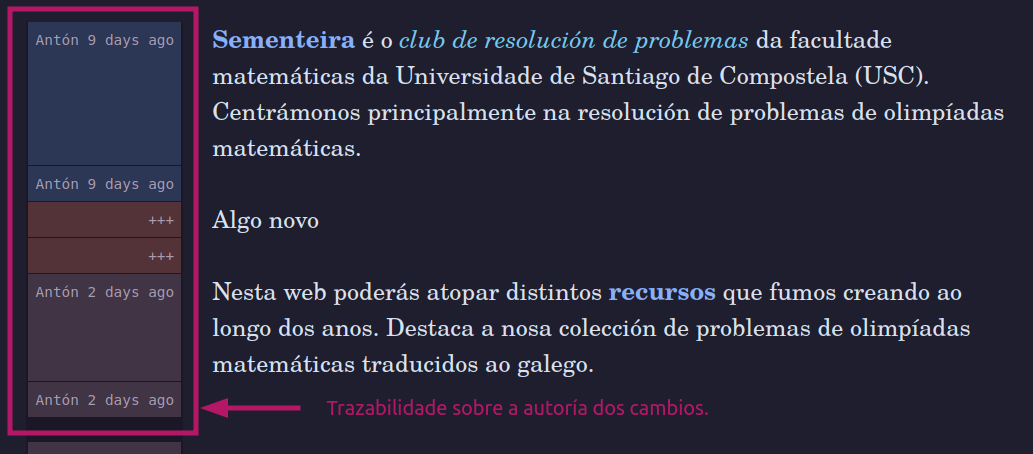 Antón 9 days ago
Sementeira é o club de resolución de problemas da facultade
matemáticas da Universidade de Santiago de Compostela (USC).
Centrámonos principalmente na resolución de problemas de olimpíadas
matemáticas.
Antón 9 days ago
+++
Algo novo
+++
Antón 2 days ago
Nesta web poderás atopar distintos recursos que fumos creando ao
longo dos anos. Destaca a nosa colección de problemas de olimpíadas
matemáticas traducidos ao galego.
Antón 2 days ago
Trazabilidade sobre a autoría dos cambios.